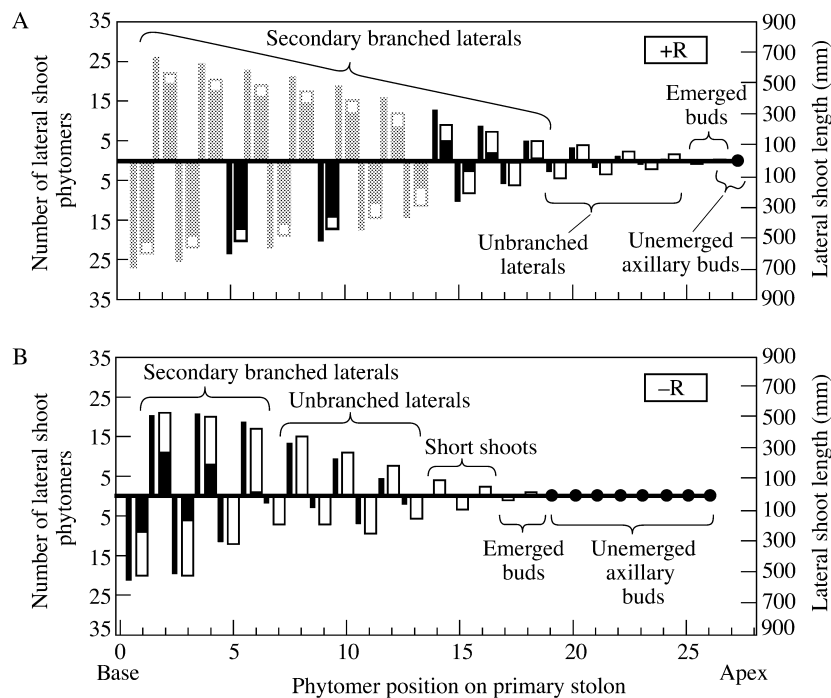 A
Number of lateral shoot
phytomers
35
25
15
5
5
15
25
35
Secondary branched laterals
+R
Emerged
buds
Unbranched
laterals
Unemerged
axillary buds
900
700
500
300
100
100
300
500
700
900
Lateral shoot length (mm)
B
Number of lateral shoot
phytomers
35
25
15
5
5
15
25
35
Secondary branched laterals
Unbranched laterals
Short shoots
–R
Emerged
buds
Unemerged
axillary
buds
900
700
500
300
100
100
300
500
700
900
Lateral shoot length (mm)
0 5 10 15 20 25
Base Apex
Phytomer position on primary stolon